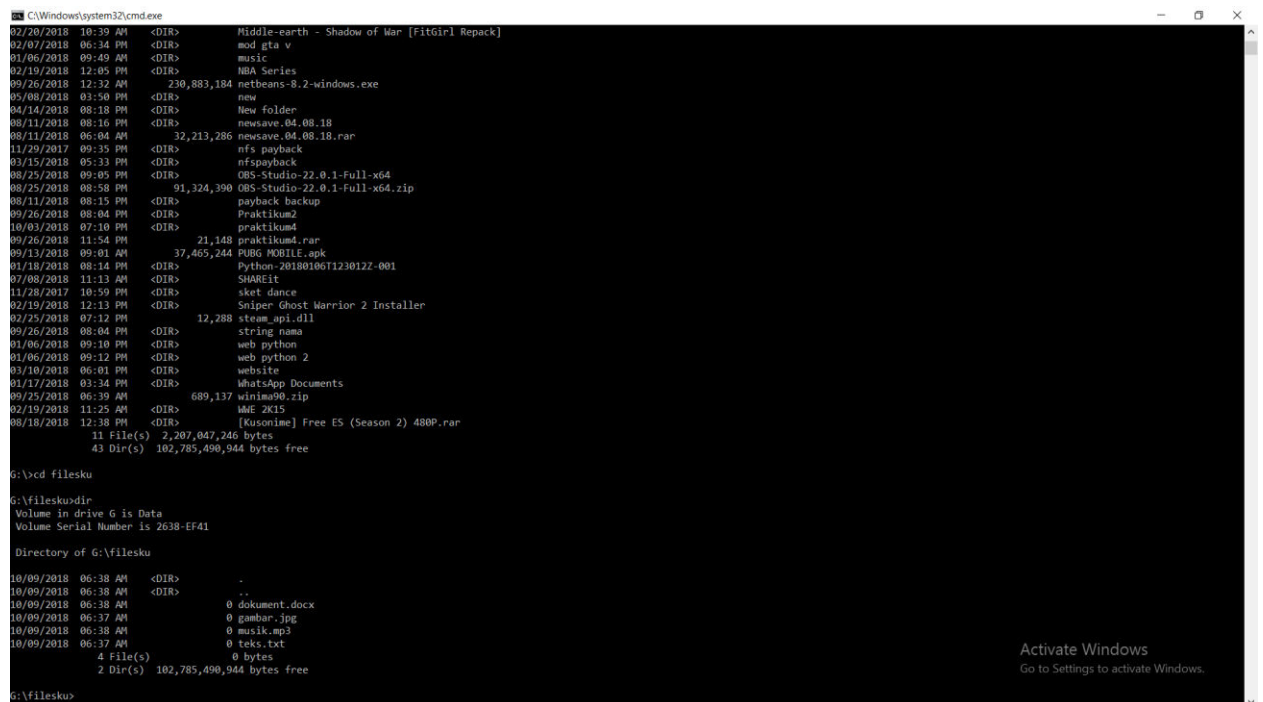 C:\Windows\system32\cmd.exe
02/20/2018  10:39 AM    <DIR>          Middle-earth - Shadow of War [FitGirl Repack]
02/07/2018  06:34 PM    <DIR>          mod gta v
01/06/2018  09:49 AM    <DIR>          music
02/19/2018  12:05 PM    <DIR>          NBA Series
09/26/2018  12:32 AM       230,883,184 netbeans-8.2-windows.exe
05/08/2018  03:50 PM    <DIR>          new
04/14/2018  08:18 PM    <DIR>          New folder
08/11/2018  08:16 PM    <DIR>          newsave.04.08.18
08/11/2018  06:04 AM        32,213,286 newsave.04.08.18.rar
11/29/2017  09:35 PM    <DIR>          nfs payback
03/15/2018  05:33 PM    <DIR>          nfspayback
08/25/2018  09:05 PM    <DIR>          OBS-Studio-22.0.1-Full-x64
08/25/2018  08:58 PM        91,324,390 OBS-Studio-22.0.1-Full-x64.zip
08/11/2018  08:15 PM    <DIR>          payback backup
09/26/2018  08:04 PM    <DIR>          Praktikum2
10/03/2018  07:10 PM    <DIR>          praktikum4
09/26/2018  11:54 PM            21,148 praktikum4.rar
09/13/2018  09:01 AM        37,465,244 PUBG MOBILE.apk
01/18/2018  08:14 PM    <DIR>          Python-20180106T123012Z-001
07/08/2018  11:13 AM    <DIR>          SHAREit
11/28/2017  10:59 PM    <DIR>          sket dance
02/19/2018  12:13 PM    <DIR>          Sniper Ghost Warrior 2 Installer
02/25/2018  07:12 PM            12,288 steam_api.dll
09/26/2018  08:04 PM    <DIR>          string nama
01/06/2018  09:10 PM    <DIR>          web python
01/06/2018  09:12 PM    <DIR>          web python 2
03/10/2018  06:01 PM    <DIR>          website
01/17/2018  03:34 PM    <DIR>          WhatsApp Documents
09/25/2018  06:39 AM           689,137 winima90.zip
02/19/2018  11:25 AM    <DIR>          WWE 2K15
08/18/2018  12:38 PM    <DIR>          [Kusonime] Free ES (Season 2) 480P.rar
11 File(s)  2,207,047,246 bytes
43 Dir(s)  102,785,490,944 bytes free
G:\>cd filesku
G:\filesku>dir
Volume in drive G is Data
Volume Serial Number is 2638-EF41
Directory of G:\filesku
10/09/2018  06:38 AM    <DIR>          .
10/09/2018  06:38 AM    <DIR>          ..
10/09/2018  06:38 AM                 0 dokument.docx
10/09/2018  06:37 AM                 0 gambar.jpg
10/09/2018  06:38 AM                 0 musik.mp3
10/09/2018  06:37 AM                 0 teks.txt
4 File(s)              0 bytes
2 Dir(s)  102,785,490,944 bytes free
G:\filesku>
Activate Windows
Go to Settings to activate Windows.